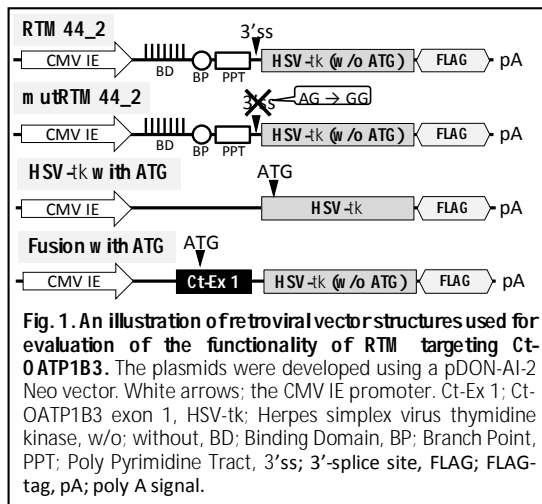 RTM 44_2
3'ss
CMV IE BD BP PPT HSV-tk (w/o ATG) FLAG pA
mutRTM 44_2
3'ss AG → GG
CMV IE BD BP PPT HSV-tk (w/o ATG) FLAG pA
HSV-tk with ATG
ATG
CMV IE HSV-tk FLAG pA
Fusion with ATG
ATG
CMV IE Ct-Ex 1 HSV-tk (w/o ATG) FLAG pA
Fig. 1. An illustration of retroviral vector structures used for
evaluation of the functionality of RTM targeting Ct-
OATP1B3. The plasmids were developed using a pDON-AI-2
Neo vector. White arrows; the CMV IE promoter. Ct-Ex 1; Ct-
OATP1B3 exon 1, HSV-tk; Herpes simplex virus thymidine
kinase, w/o; without, BD; Binding Domain, BP; Branch Point,
PPT; Poly Pyrimidine Tract, 3'ss; 3'-splice site, FLAG; FLAG-
tag, pA; poly A signal.